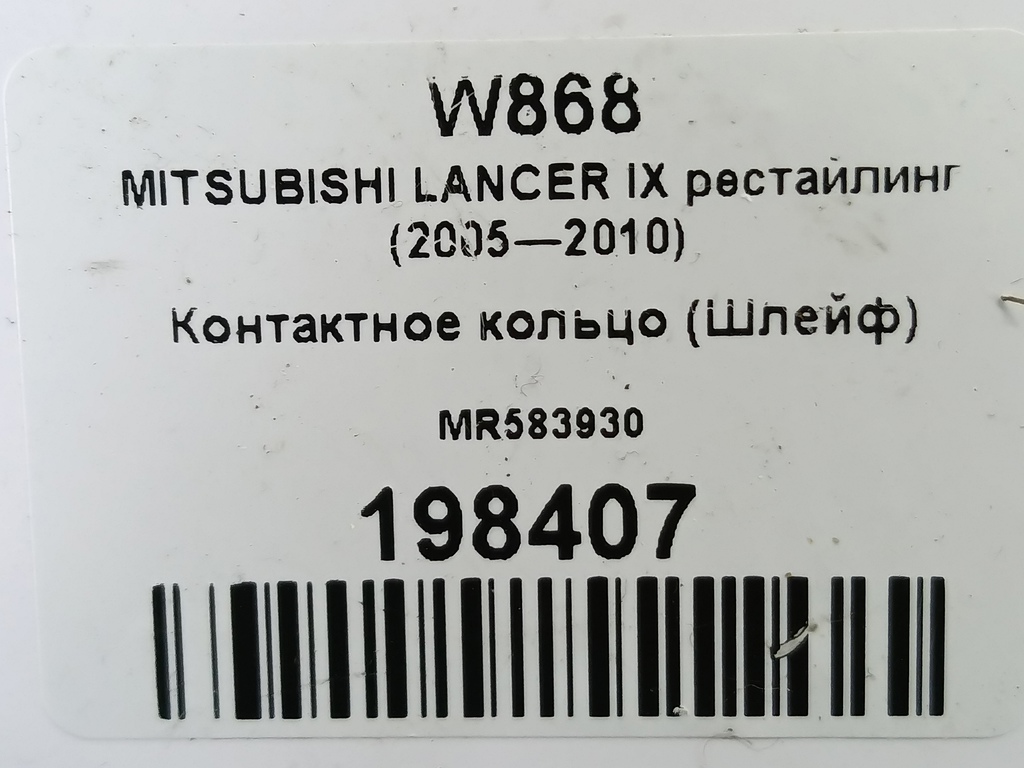 W868
MITSUBISHI LANCER IX рестайлинг
(2005—2010)
Контактное кольцо (Шлейф)
MR583930
198407